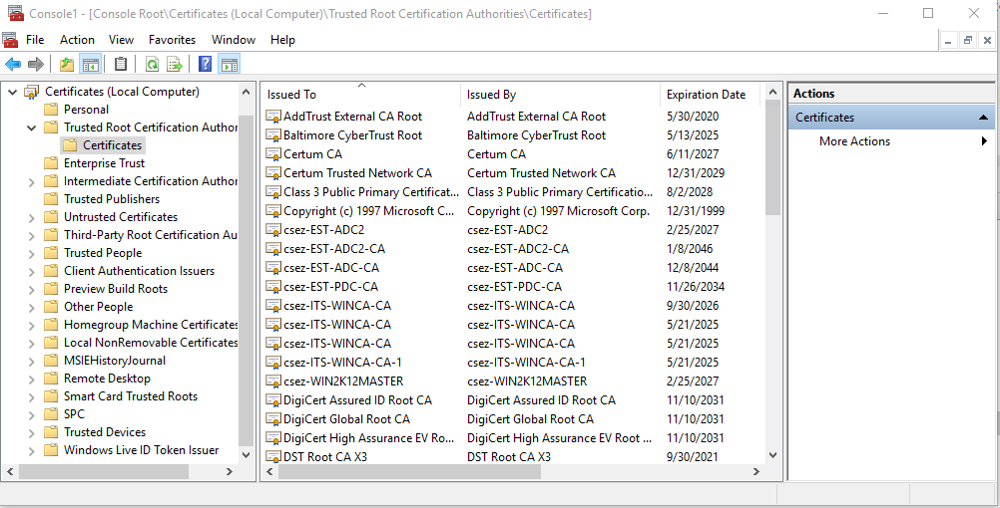 Console1 - [Console Root\Certificates (Local Computer)\Trusted Root Certification Authorities\Certificates]
File Action View Favorites Window Help
Certificates (Local Computer)
Personal
Trusted Root Certification Author
Certificates
Enterprise Trust
Intermediate Certification Author
Trusted Publishers
Untrusted Certificates
Third-Party Root Certification Au
Trusted People
Client Authentication Issuers
Preview Build Roots
Other People
Homegroup Machine Certificates
Local NonRemovable Certificates
MSIEHistoryJournal
Remote Desktop
Smart Card Trusted Roots
SPC
Trusted Devices
Windows Live ID Token Issuer
Issued To Issued By Expiration Date
AddTrust External CA Root AddTrust External CA Root 5/30/2020
Baltimore CyberTrust Root Baltimore CyberTrust Root 5/13/2025
Certum CA Certum CA 6/11/2027
Certum Trusted Network CA Certum Trusted Network CA 12/31/2029
Class 3 Public Primary Certificat... Class 3 Public Primary Certificatio... 8/2/2028
Copyright (c) 1997 Microsoft C... Copyright (c) 1997 Microsoft Corp. 12/31/1999
csez-EST-ADC2 csez-EST-ADC2 2/25/2027
csez-EST-ADC2-CA csez-EST-ADC2-CA 1/8/2046
csez-EST-ADC-CA csez-EST-ADC-CA 12/8/2044
csez-EST-PDC-CA csez-EST-PDC-CA 11/26/2034
csez-ITS-WINCA-CA csez-ITS-WINCA-CA 9/30/2026
csez-ITS-WINCA-CA csez-ITS-WINCA-CA 5/21/2025
csez-ITS-WINCA-CA csez-ITS-WINCA-CA 5/21/2025
csez-ITS-WINCA-CA-1 csez-ITS-WINCA-CA-1 5/21/2025
csez-WIN2K12MASTER csez-WIN2K12MASTER 2/25/2027
DigiCert Assured ID Root CA DigiCert Assured ID Root CA 11/10/2031
DigiCert Global Root CA DigiCert Global Root CA 11/10/2031
DigiCert High Assurance EV Ro... DigiCert High Assurance EV Root ... 11/10/2031
DST Root CA X3 DST Root CA X3 9/30/2021
Actions
Certificates
More Actions